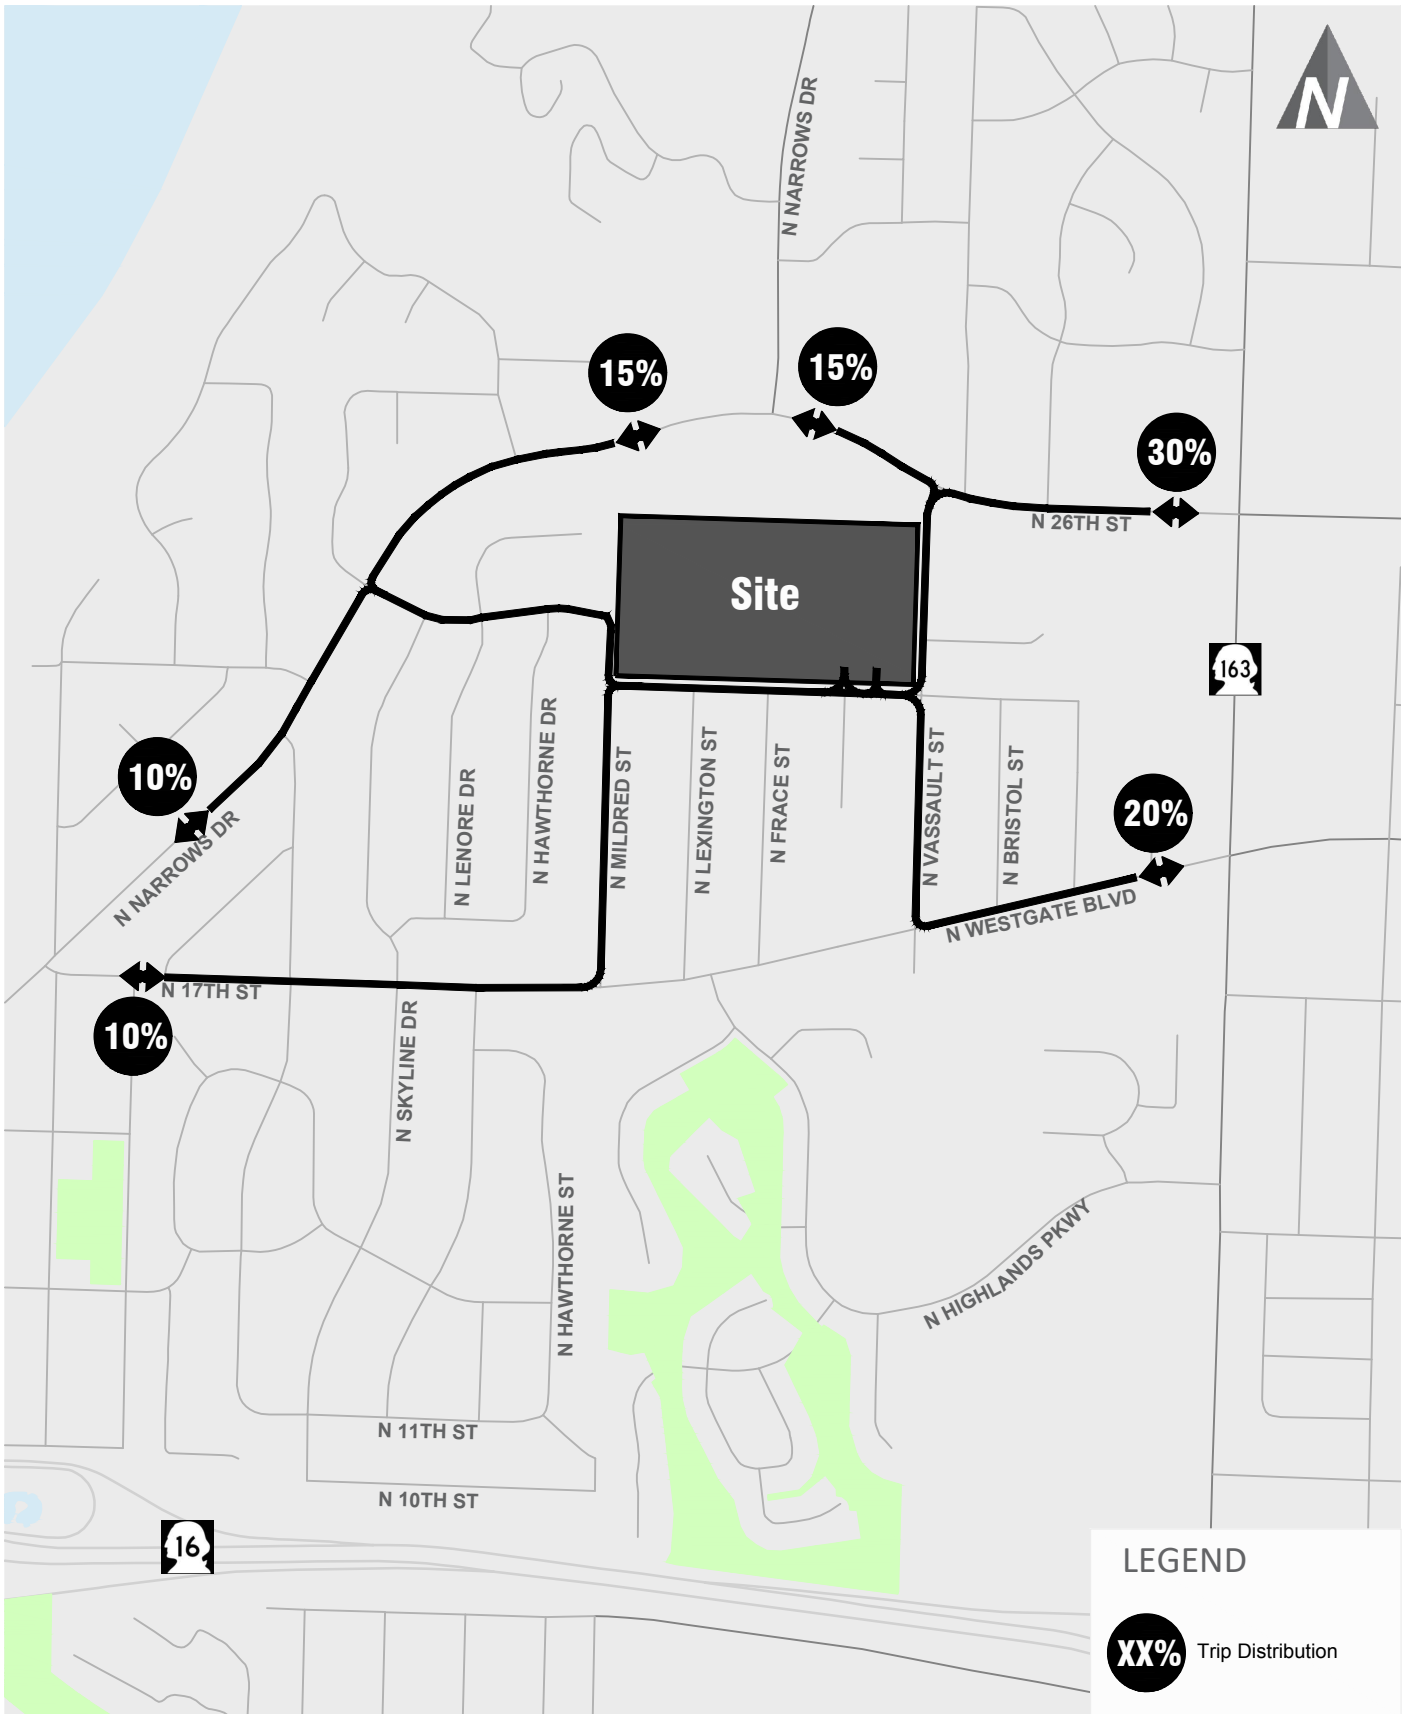 N NARROWS DR
N
15%
15%
30%
N 26TH ST
Site
163
10%
N NARROWS DR
N LENORE DR
N HAWTHORNE DR
N MILDRED ST
N LEXINGTON ST
N FRACE ST
N VASSAULT ST
N BRISTOL ST
20%
N WESTGATE BLVD
N 17TH ST
10%
N SKYLINE DR
N HAWTHORNE ST
N HIGHLANDS PKWY
N 11TH ST
N 10TH ST
16
LEGEND
XX% Trip Distribution